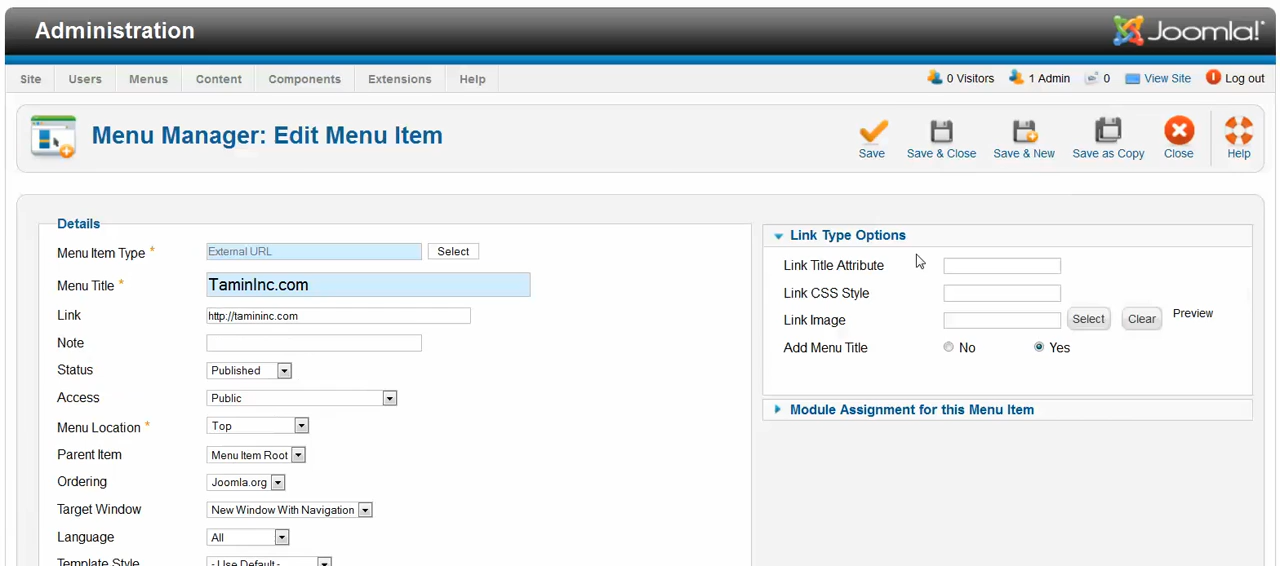 Administration
Joomla!
Site Users Menus Content Components Extensions Help
0 Visitors 1 Admin 0 View Site Log out
Menu Manager: Edit Menu Item
Save Save & Close Save & New Save as Copy Close Help
Details
Menu Item Type * External URL Select
Menu Title * TaminInc.com
Link http://tamininc.com
Note
Status Published
Access Public
Menu Location * Top
Parent Item Menu Item Root
Ordering Joomla.org
Target Window New Window With Navigation
Language All
Template Style - Use Default -
Link Type Options
Link Title Attribute
Link CSS Style
Link Image Select Clear Preview
Add Menu Title No Yes
Module Assignment for this Menu Item